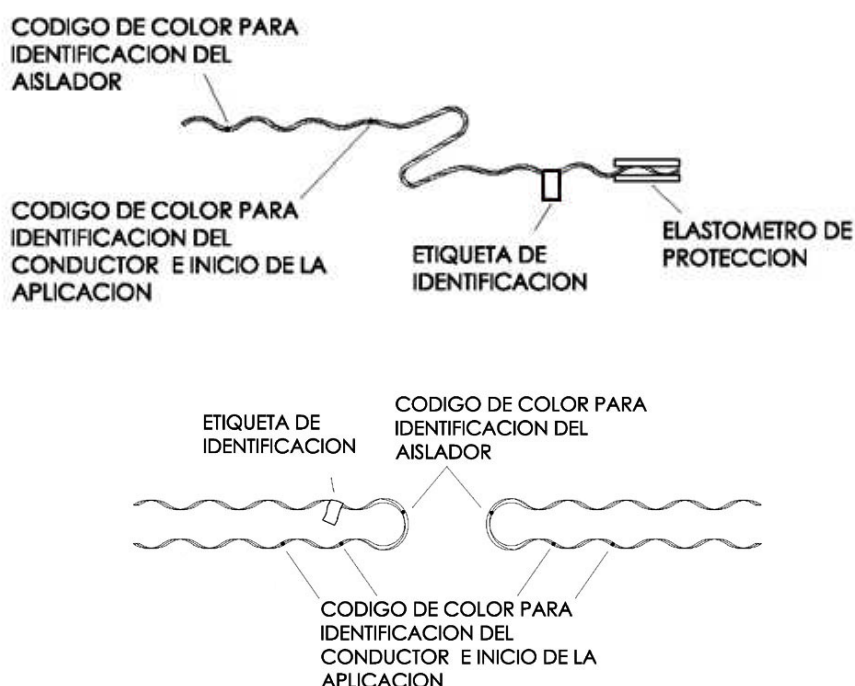 CODIGO DE COLOR PARA
IDENTIFICACION DEL
AISLADOR
CODIGO DE COLOR PARA
IDENTIFICACION DEL
CONDUCTOR E INICIO DE LA
APLICACION
ETIQUETA DE
IDENTIFICACION
ELASTOMETRO DE
PROTECCION
ETIQUETA DE
IDENTIFICACION
CODIGO DE COLOR PARA
IDENTIFICACION DEL
AISLADOR
CODIGO DE COLOR PARA
IDENTIFICACION DEL
CONDUCTOR E INICIO DE LA
APLICACION